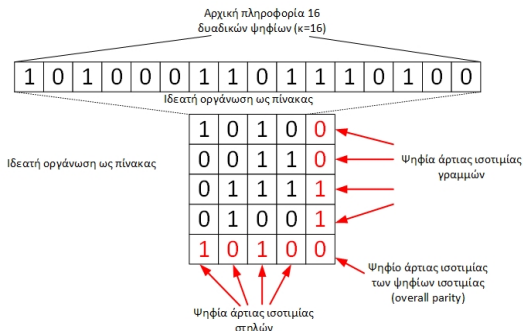 Αρχική πληροφορία 16
δυαδικών ψηφίων (κ=16)
1 0 1 0 0 0 1 1 0 1 1 1 0 1 0 0
Ιδεατή οργάνωση ως πίνακας
Ιδεατή οργάνωση ως πίνακας
1 0 1 0 0
0 0 1 1 0
0 1 1 1 1
0 1 0 0 1
1 0 1 0 0
Ψηφία άρτιας ισοτιμίας
γραμμών
Ψηφίο άρτιας ισοτιμίας
των ψηφίων ισοτιμίας
(overall parity)
Ψηφία άρτιας ισοτιμίας
στηλών